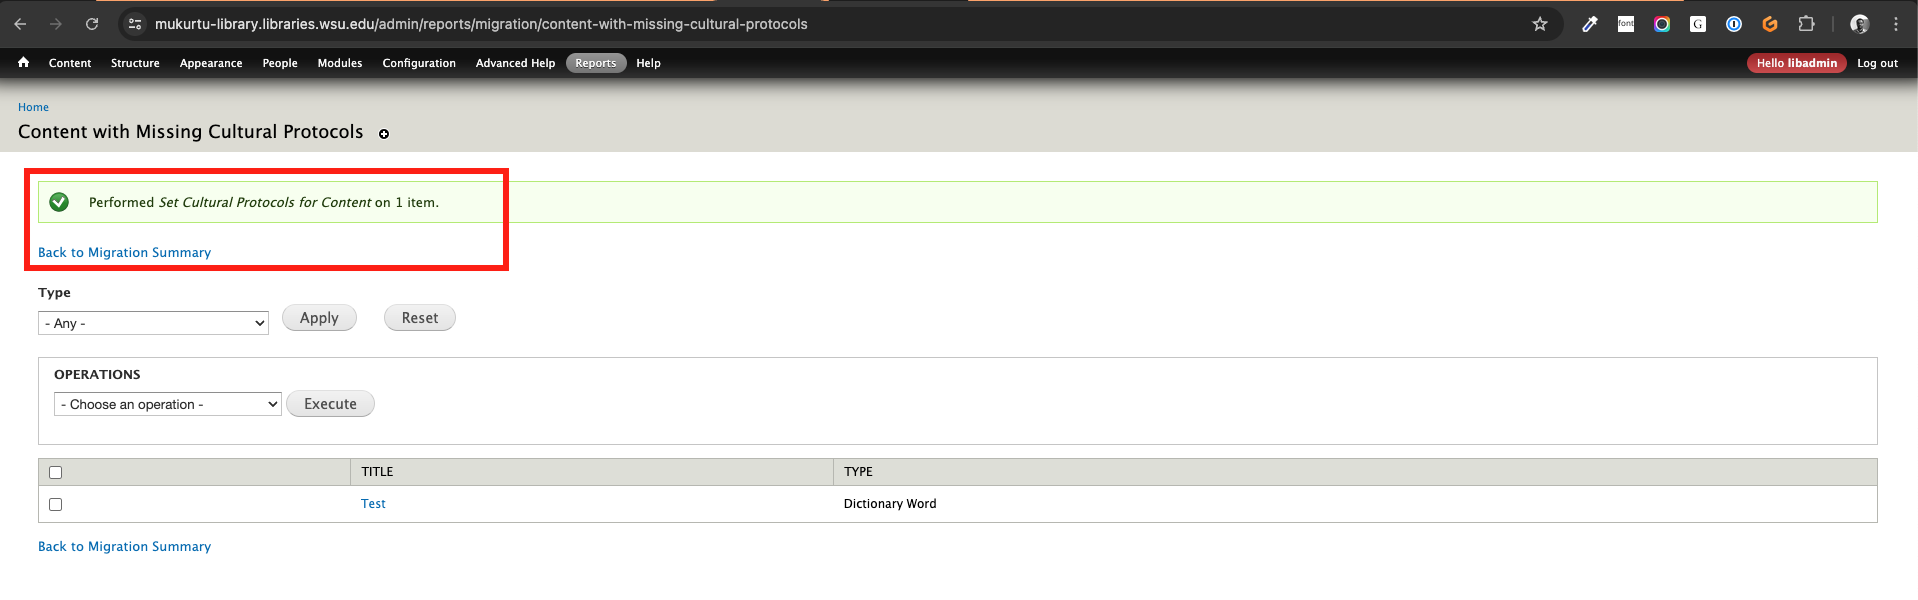 mukurtu-library.libraries.wsu.edu/admin/reports/migration/content-with-missing-cultural-protocols
font
G
Content Structure Appearance People Modules Configuration Advanced Help Reports Help Hello libadmin Log out
Home
Content with Missing Cultural Protocols
Performed Set Cultural Protocols for Content on 1 item.
Back to Migration Summary
Type
- Any -
Apply
Reset
OPERATIONS
- Choose an operation -
Execute
TITLE TYPE
Test Dictionary Word
Back to Migration Summary